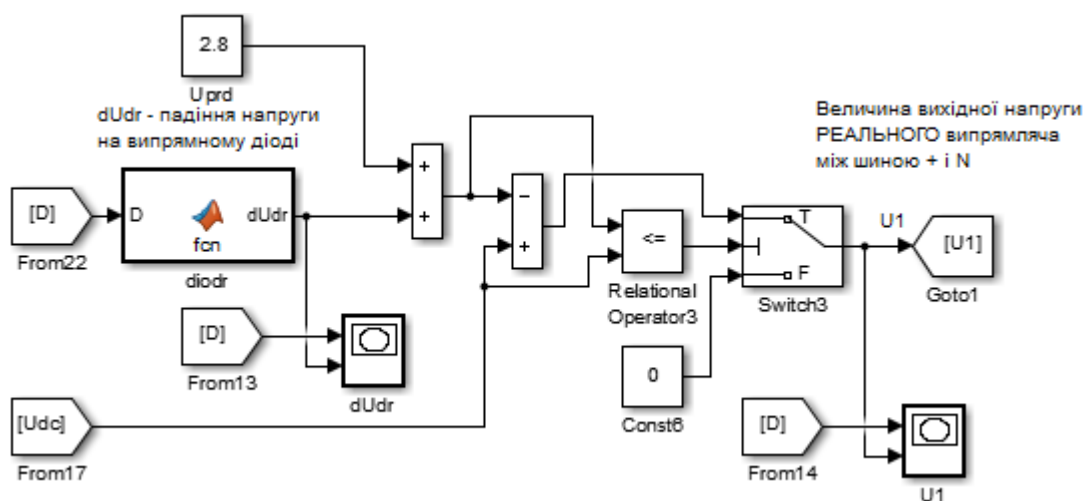 2.8
Uprd
dUdr - падіння напруги
на випрямному діоді
Величина вихідної напруги
РЕАЛЬНОГО випрямляча
між шиною + і N
[D]
From22
D
fcn
dUdr
diodr
+
+
−
+
<=
Relational
Operator3
T
F
Switch3
U1
[U1]
Goto1
[D]
From13
dUdr
0
Const6
[Udc]
From17
[D]
From14
U1